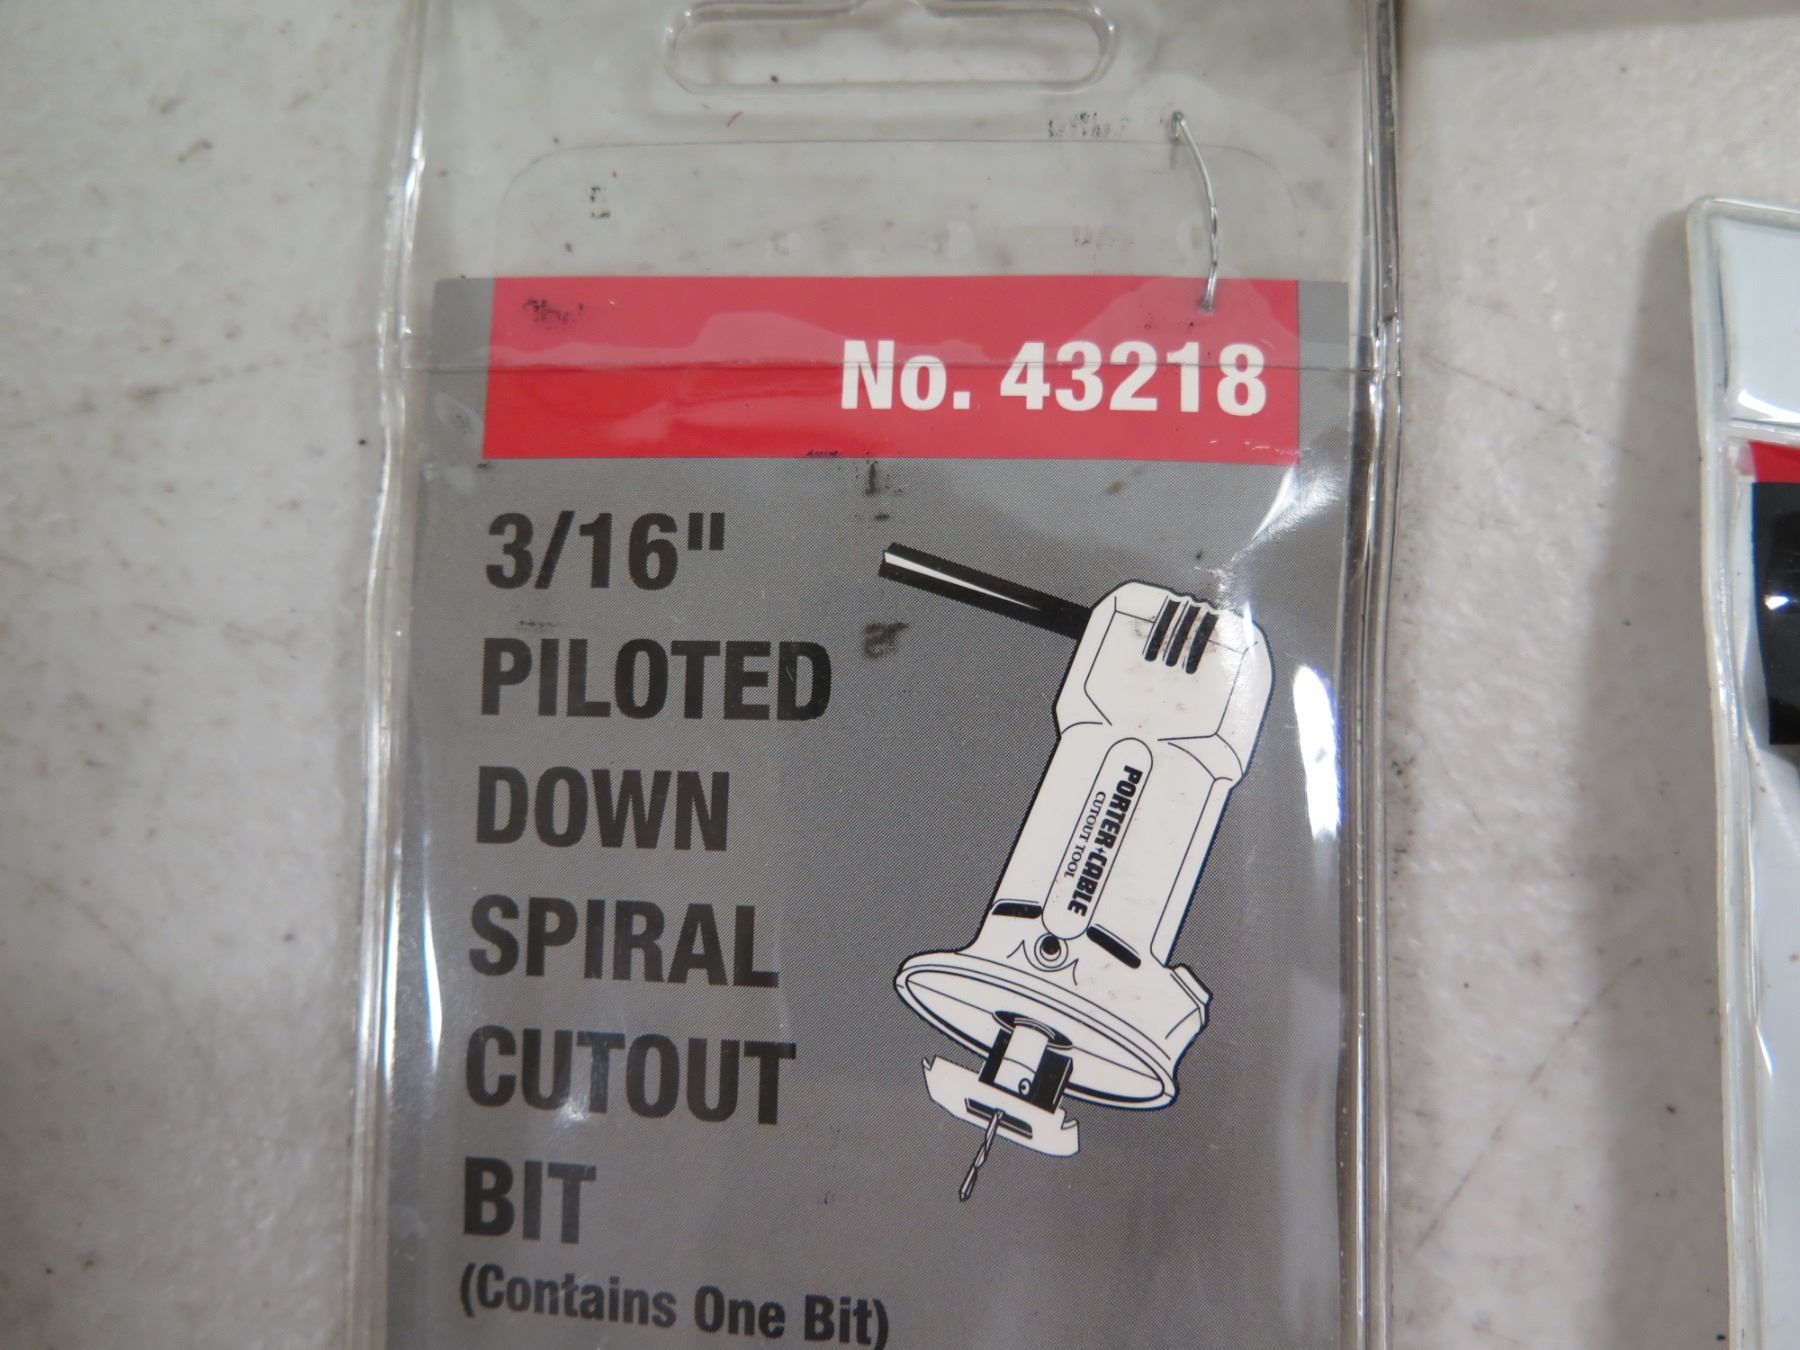 No. 43218
3/16"
PILOTED
DOWN
SPIRAL
CUTOUT
BIT
(Contains One Bit)
PORTER+CABLE
CUTOUT TOOL